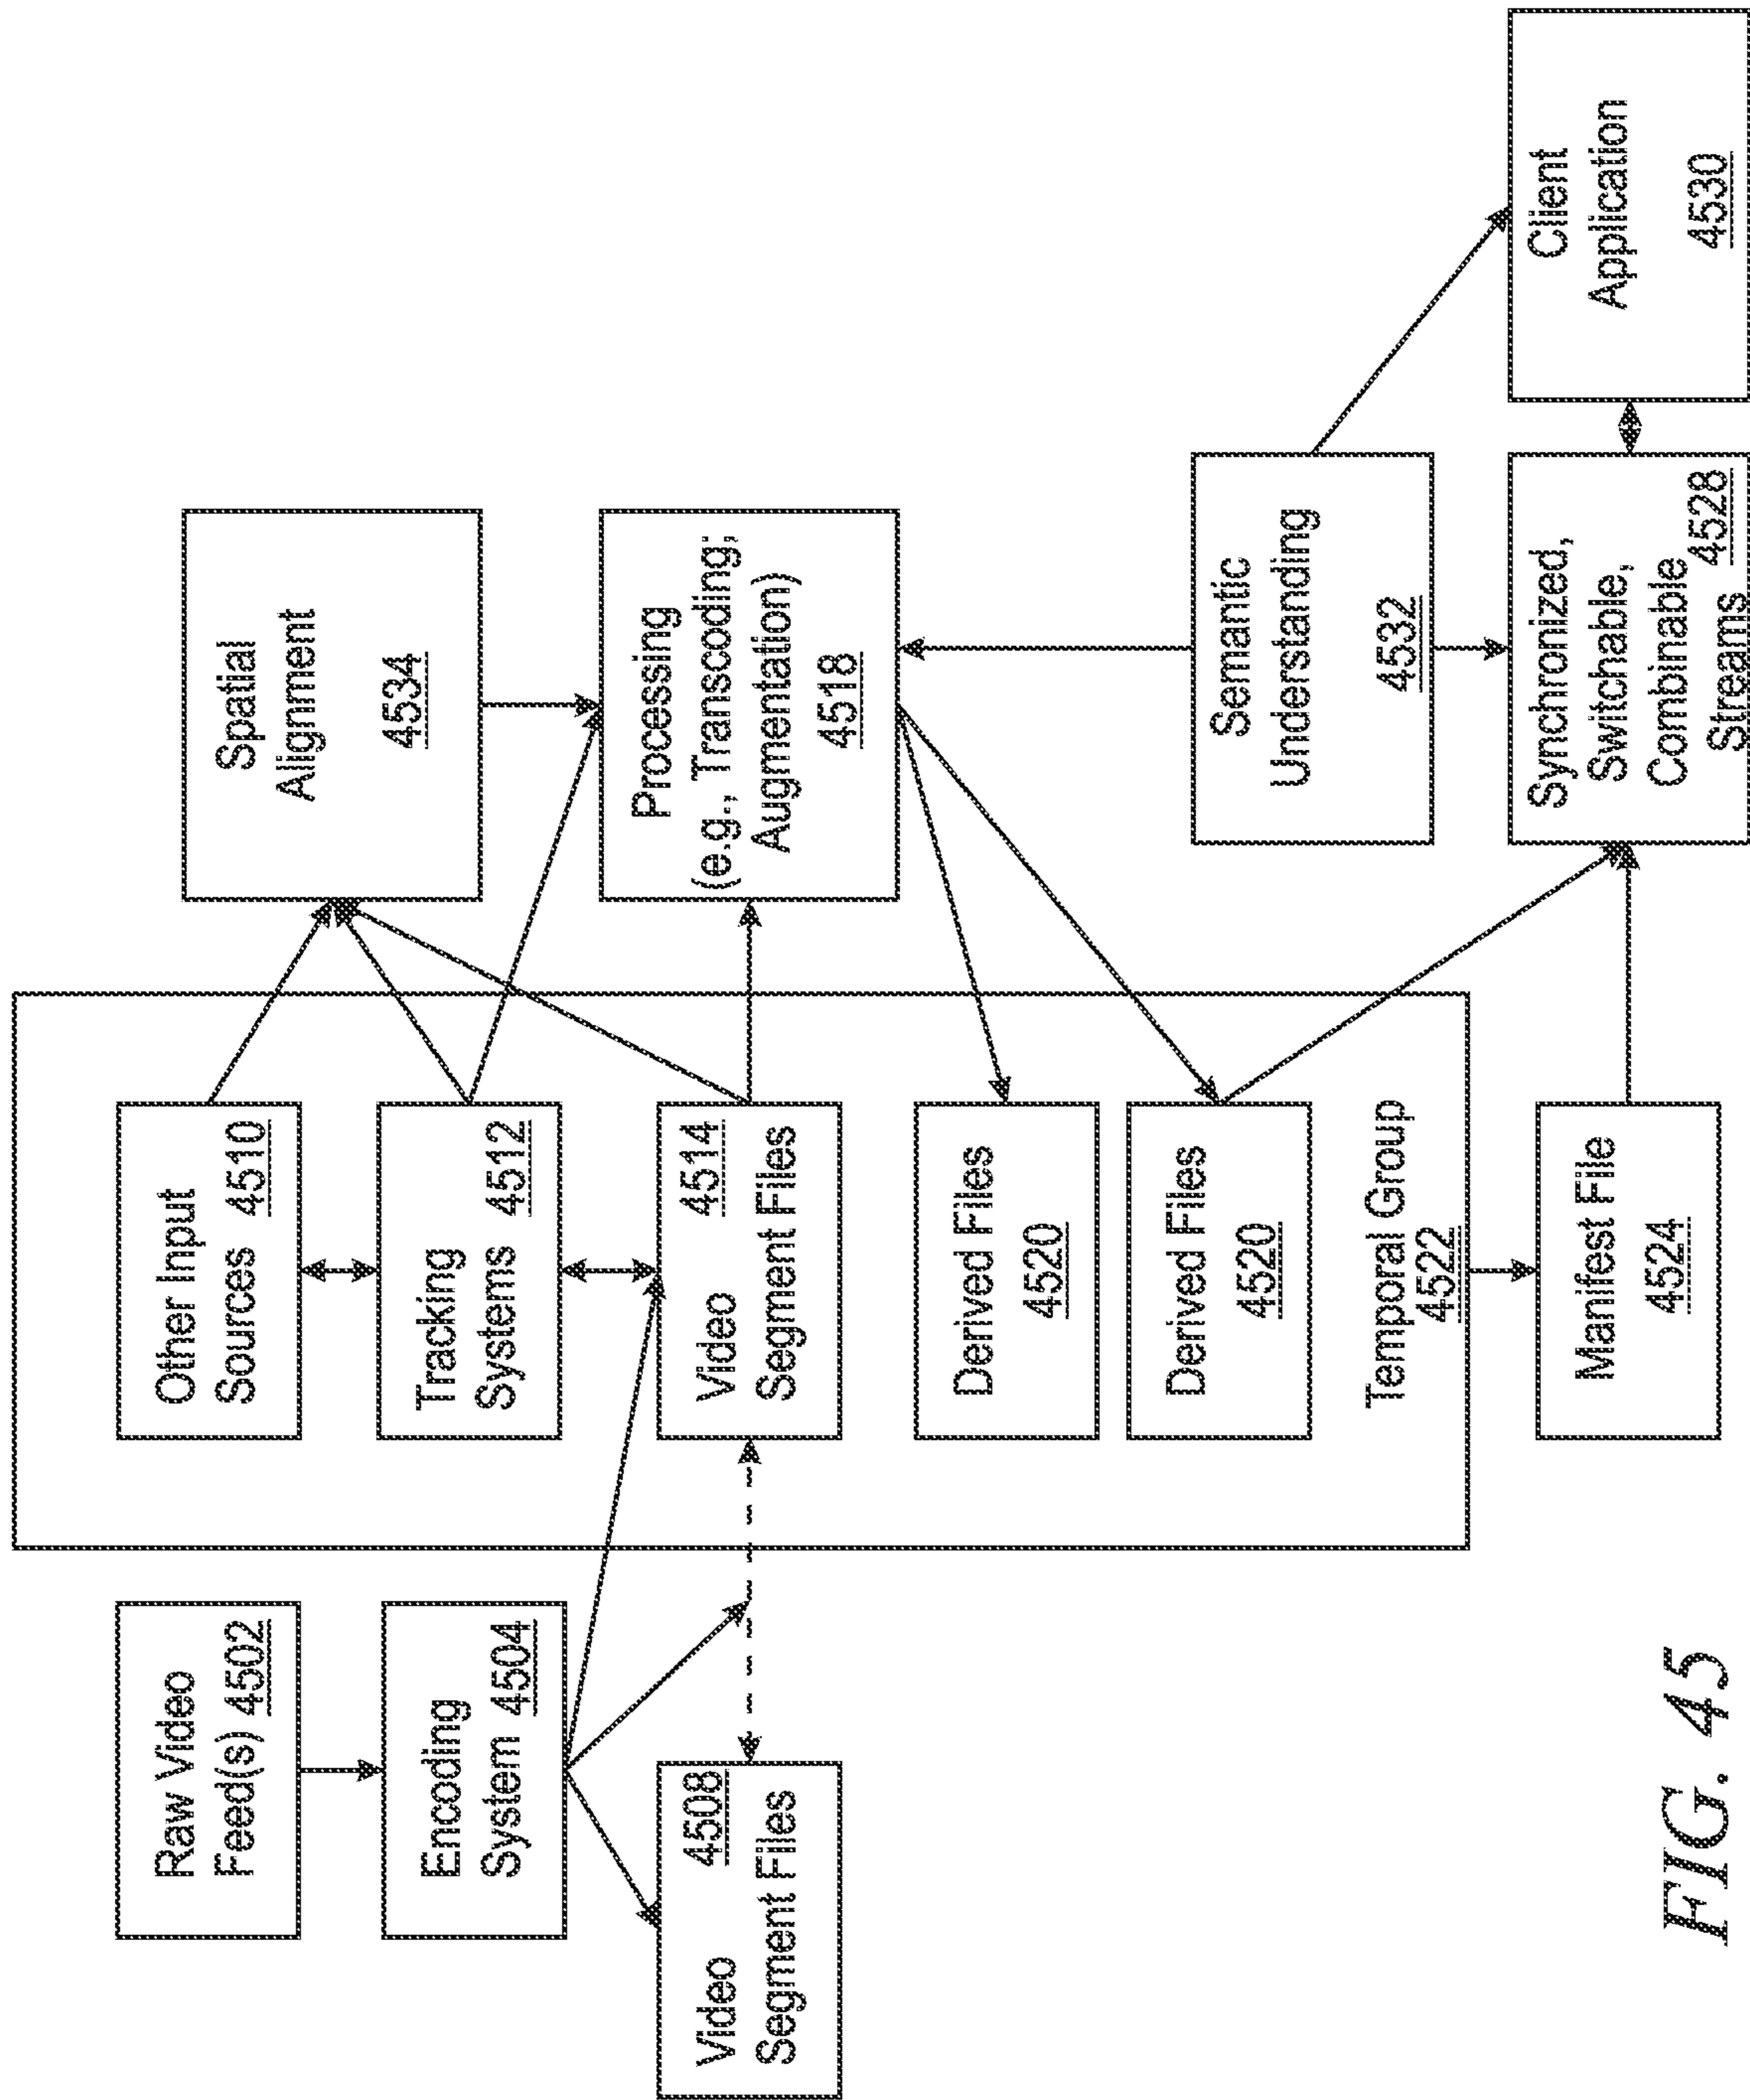 Raw Video
Feed(s) 4502
Encoding
System 4504
Video 4508
Segment Files
Other Input
Sources 4510
Tracking
Systems 4512
Video 4514
Segment Files
Derived Files
4520
Derived Files
4520
Temporal Group
4522
Manifest File
4524
Spatial
Alignment
4534
Processing
(e.g., Transcoding;
Augmentation)
4518
Semantic
Understanding
4532
Synchronized,
Switchable,
Combinable
Streams 4528
Client
Application
4530
FIG. 45